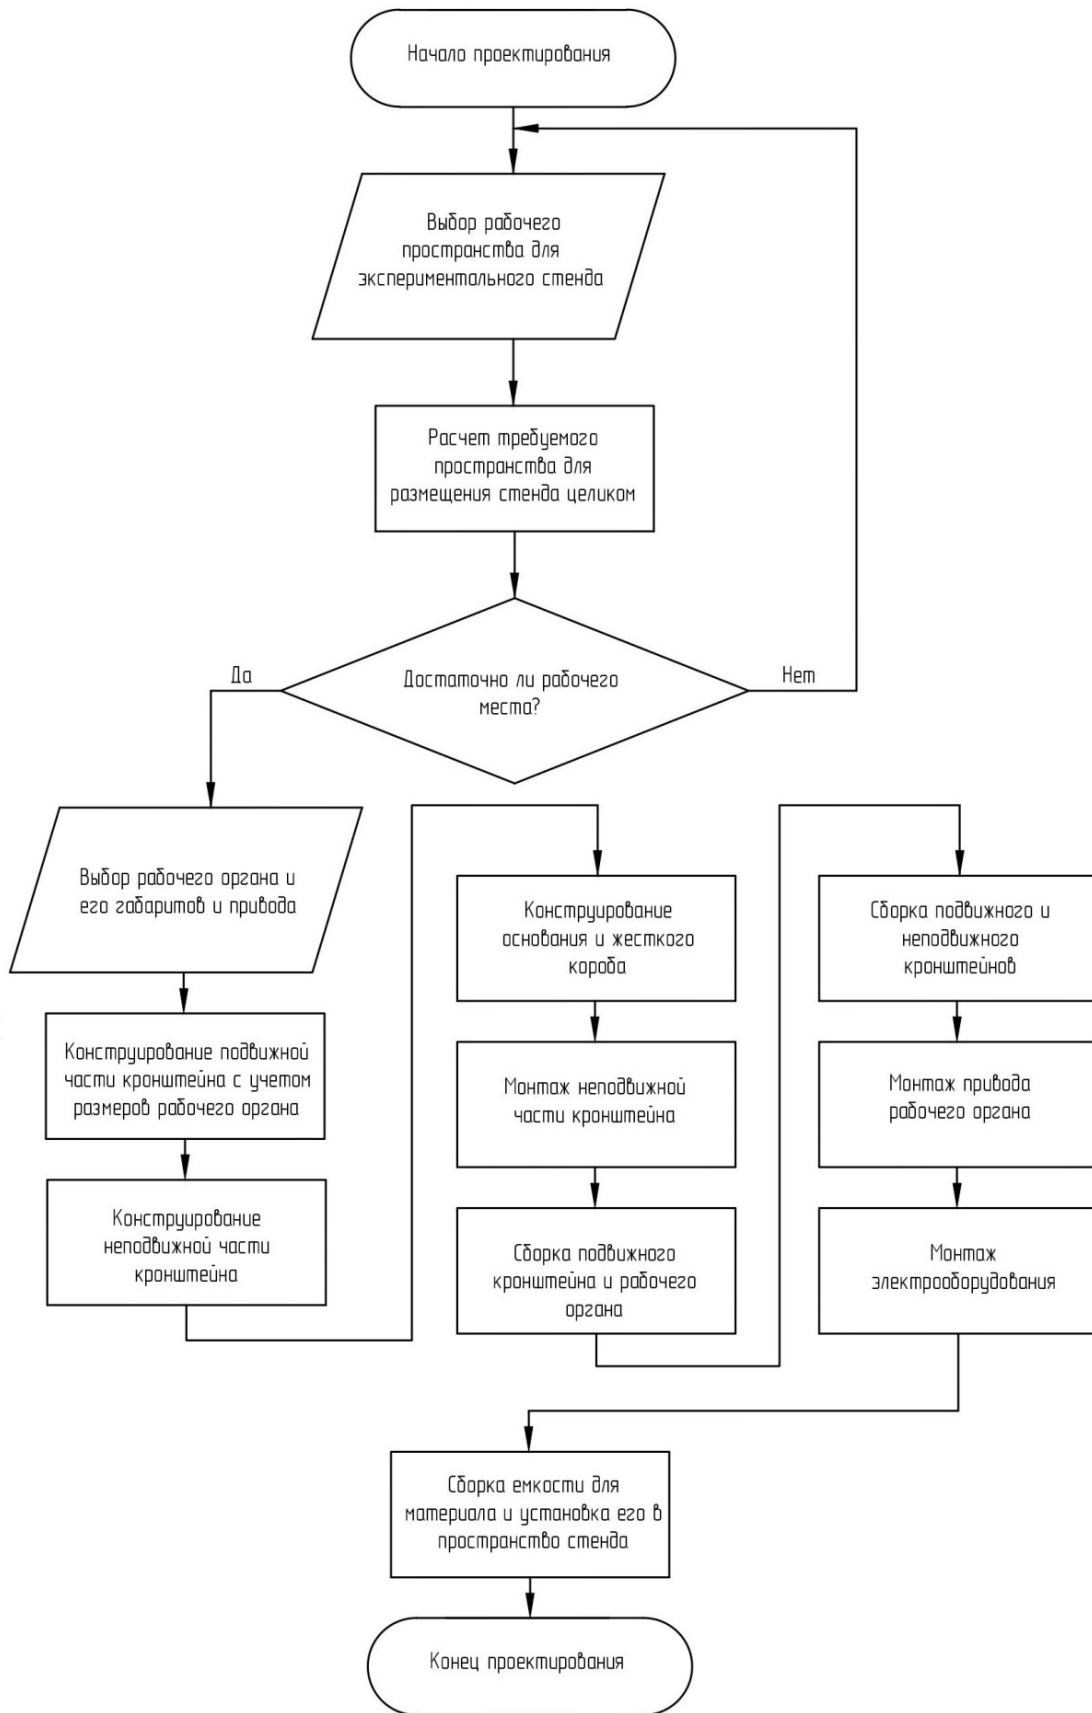 Начало проектирования
Выбор рабочего
пространства для
экспериментального стенда
Расчет требуемого
пространства для
размещения стенда целиком
Достаточно ли рабочего
места?
Да
Нет
Выбор рабочего органа и
его габаритов и привода
Конструирование подвижной
части кронштейна с учетом
размеров рабочего органа
Конструирование
неподвижной части
кронштейна
Конструирование
основания и жесткого
короба
Монтаж неподвижной
части кронштейна
Сборка подвижного
кронштейна и рабочего
органа
Сборка подвижного и
неподвижного
кронштейнов
Монтаж привода
рабочего органа
Монтаж
электрооборудования
Сборка емкости для
материала и установка его в
пространство стенда
Конец проектирования